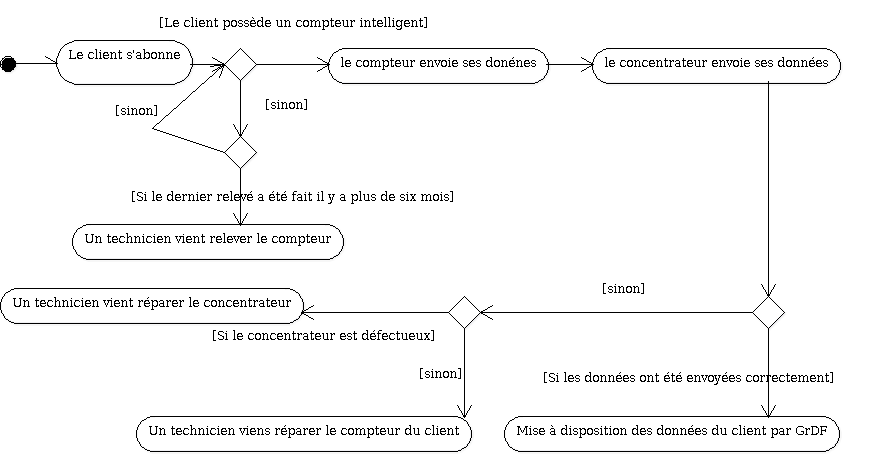 [Le client possède un compteur intelligent]
Le client s'abonne
le compteur envoie ses donénes
le concentrateur envoie ses données
[sinon]
[sinon]
[Si le dernier relevé a été fait il y a plus de six mois]
Un technicien vient relever le compteur
[sinon]
Un technicien vient réparer le concentrateur
[Si le concentrateur est défectueux]
[sinon]
[Si les données ont été envoyées correctement]
Un technicien viens réparer le compteur du client
Mise à disposition des données du client par GrDF